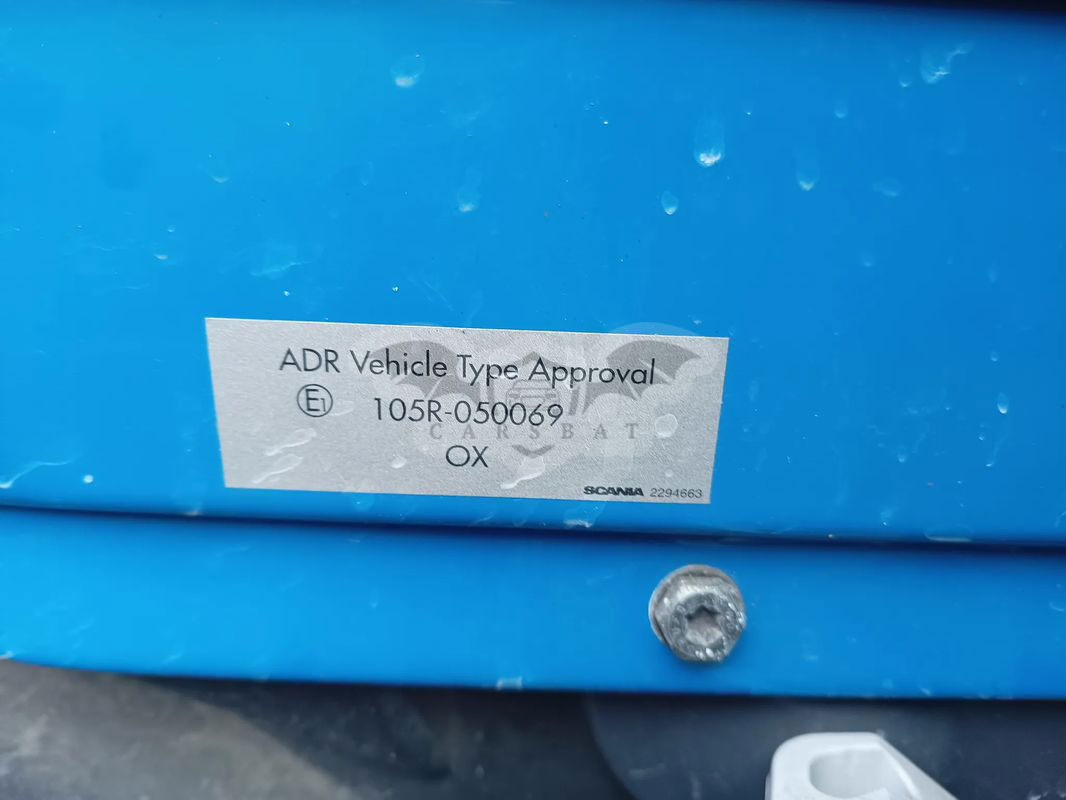 ADR Vehicle Type Approval
E1 105R-050069
CARSBAT
OX
SCANIA 2294663